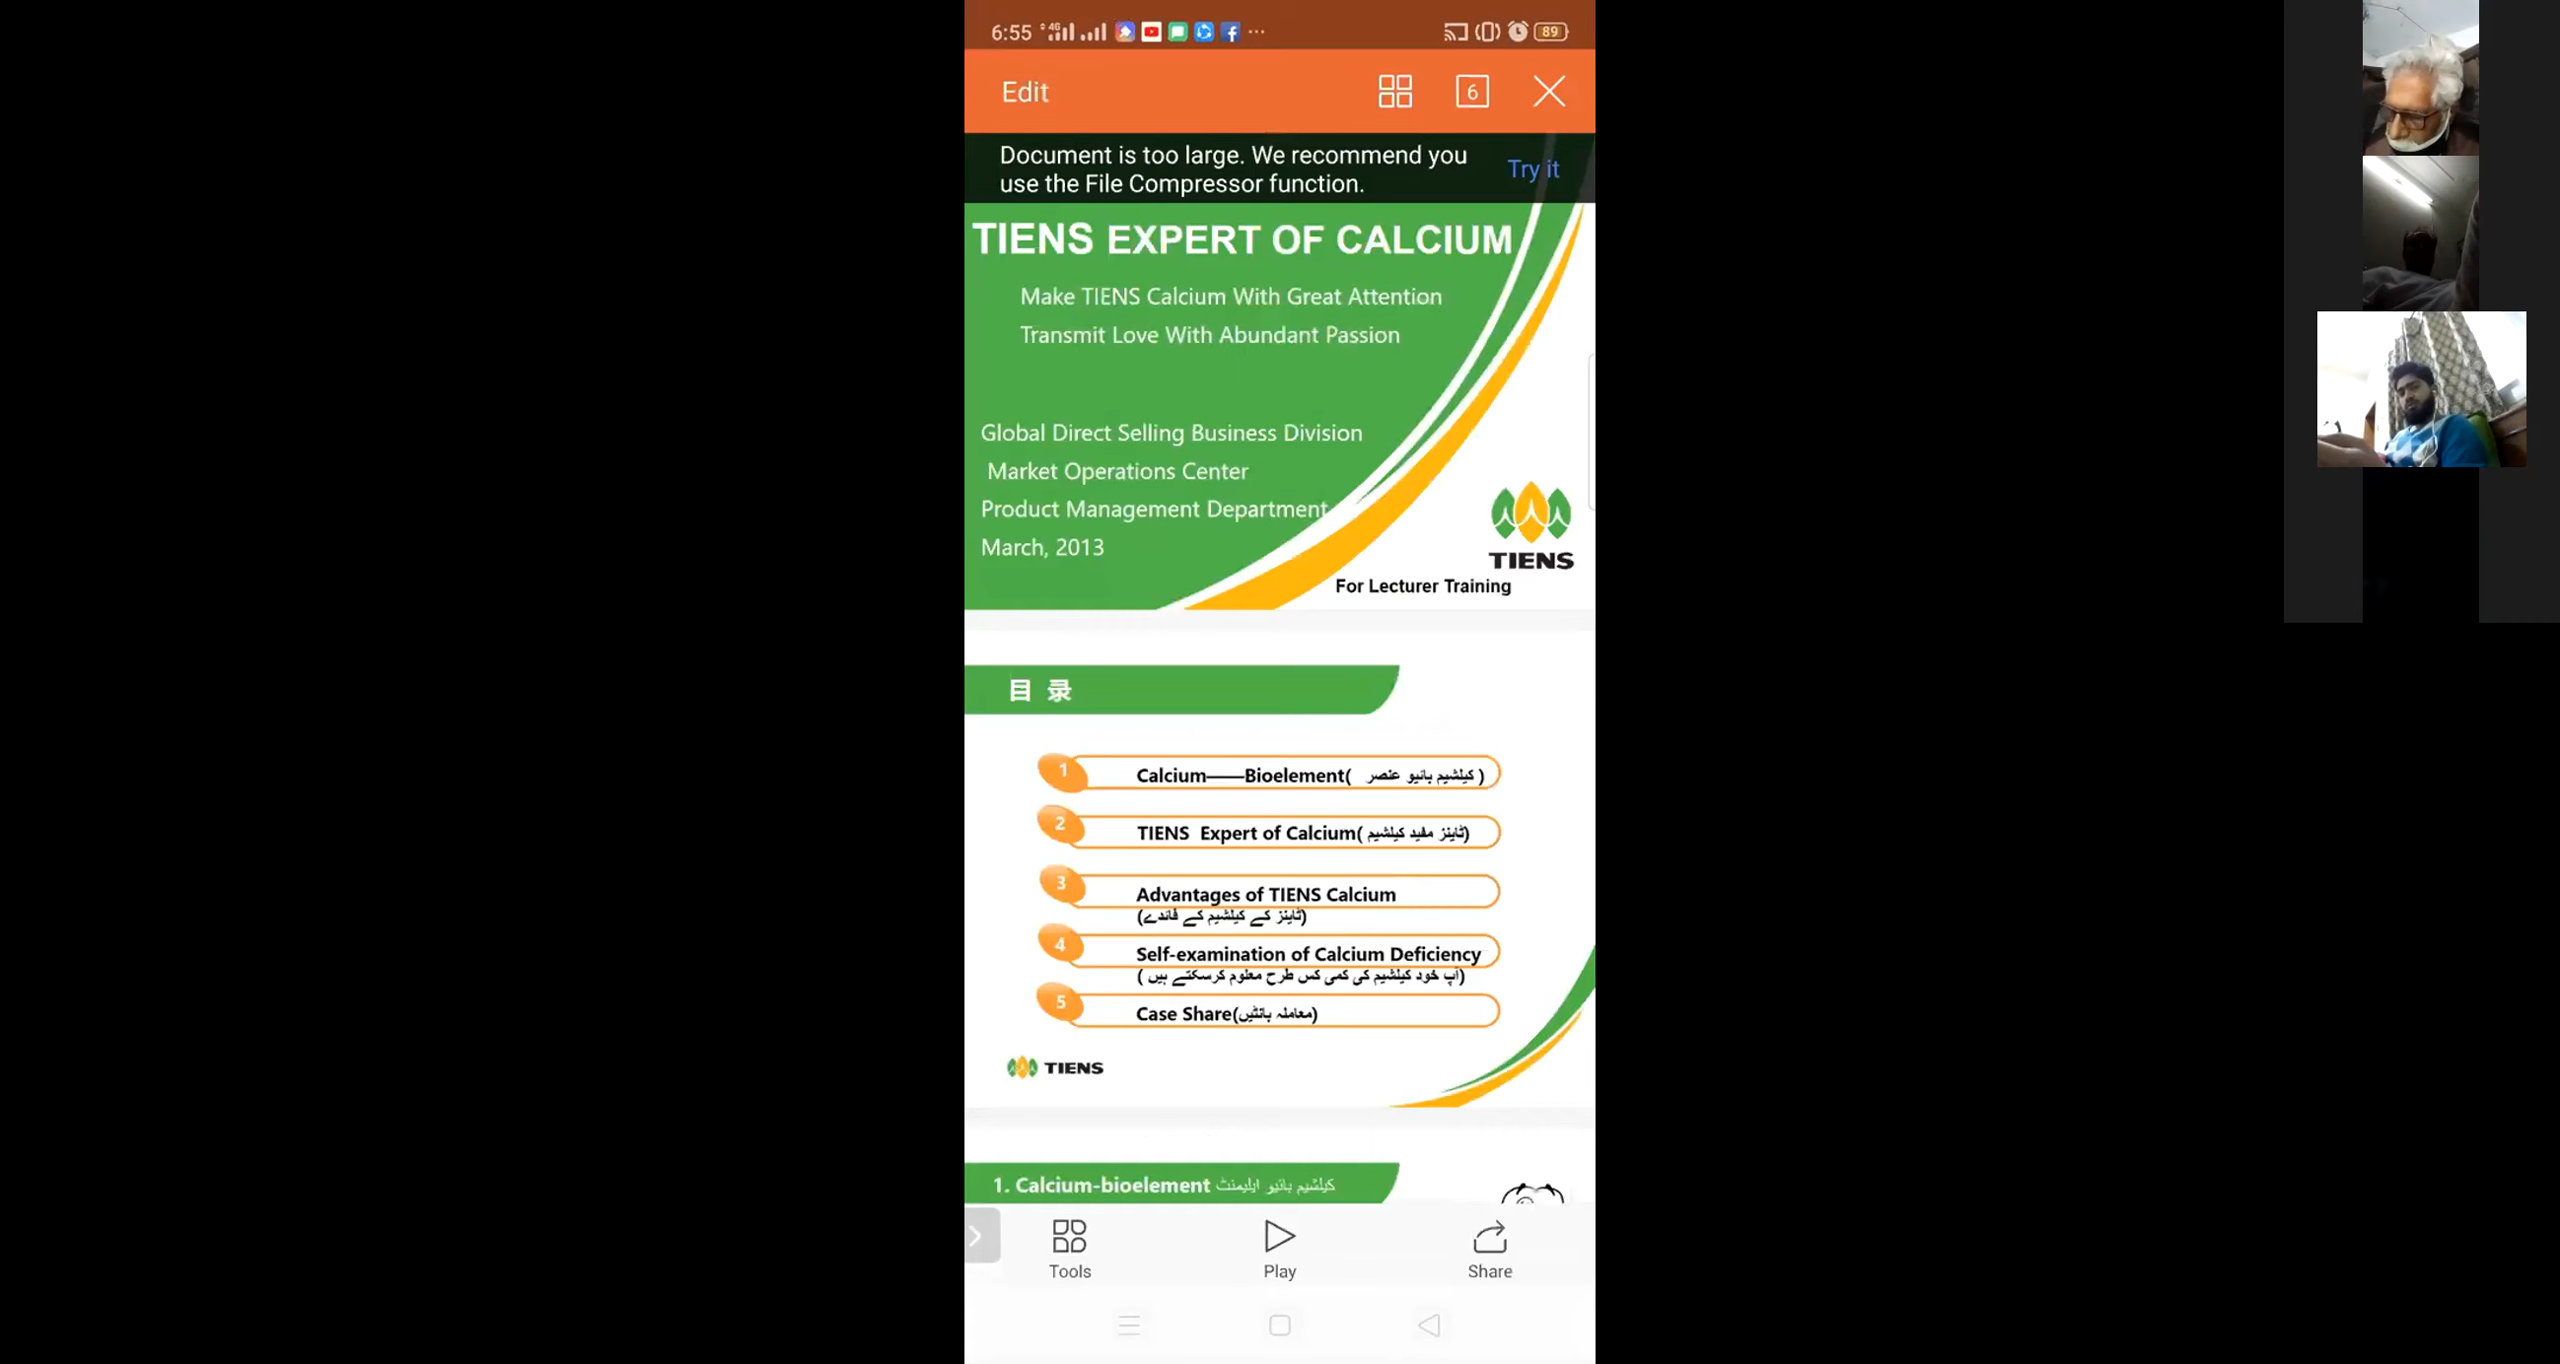 6:55
4G
89
Edit
6
Document is too large. We recommend you
use the File Compressor function.
Try it
TIENS EXPERT OF CALCIUM
Make TIENS Calcium With Great Attention
Transmit Love With Abundant Passion
Global Direct Selling Business Division
Market Operations Center
Product Management Department
March, 2013
TIENS
For Lecturer Training
目 录
1 Calcium——Bioelement( کیلشیم بائیو عنصر )
2 TIENS Expert of Calcium( ٹاینز مفید کیلشیم)
3 Advantages of TIENS Calcium
(ٹاینز کے کیلشیم کے فائدے)
4 Self-examination of Calcium Deficiency
(آپ خود کیلشیم کی کمی کس طرح معلوم کرسکتے ہیں )
5 Case Share(معاملہ بانٹیں)
TIENS
1. Calcium-bioelement کیلشیم بائیو ایلیمنٹ
Tools
Play
Share